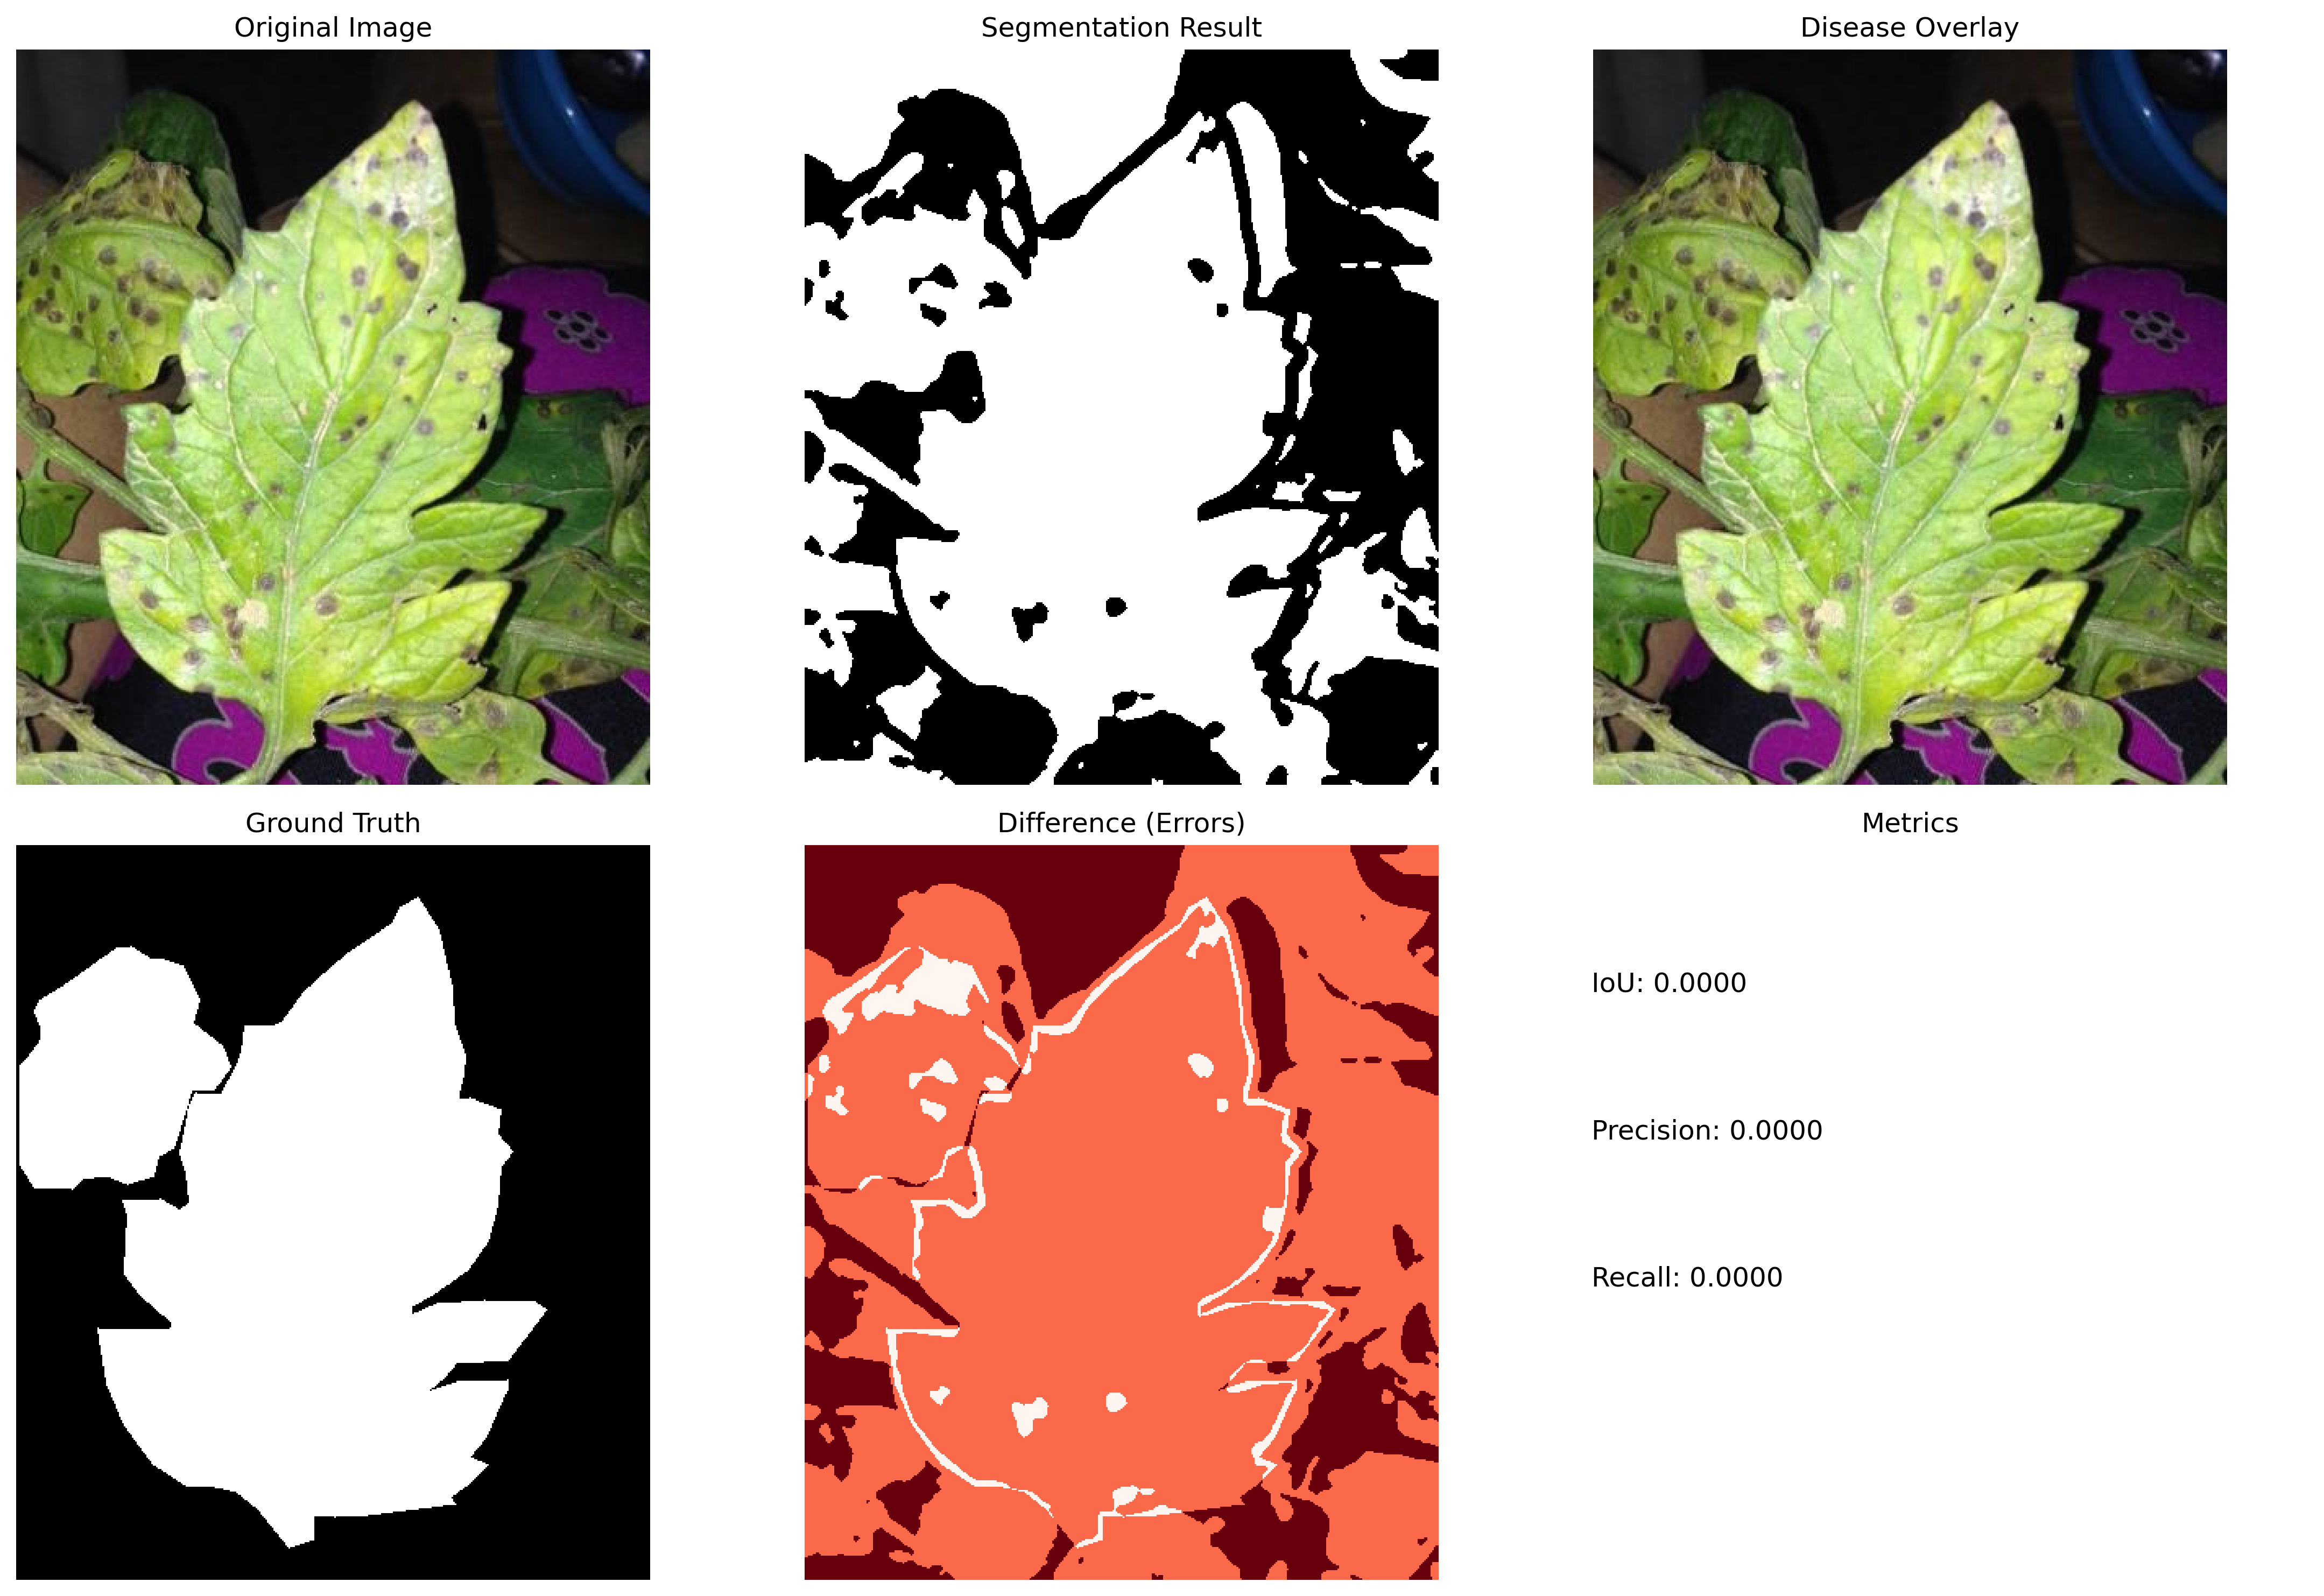 Original Image
Segmentation Result
Disease Overlay
Ground Truth
Difference (Errors)
Metrics
IoU: 0.0000
Precision: 0.0000
Recall: 0.0000